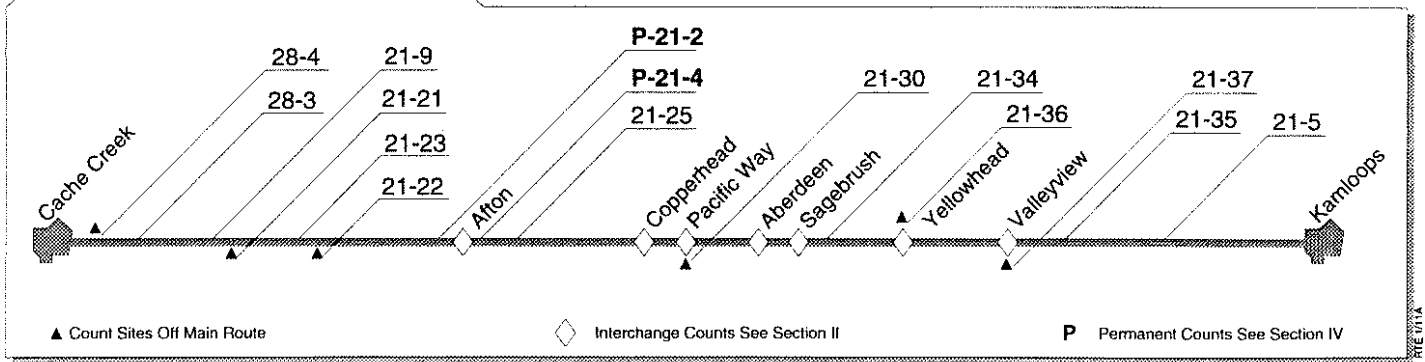 P-21-2
28-4
21-9
P-21-4
21-30
21-34
21-37
28-3
21-21
21-25
21-36
21-35
21-5
21-23
21-22
Cache Creek
Afton
Copperhead
Pacific Way
Aberdeen
Sagebrush
Yellowhead
Valleyview
Kamloops
▲ Count Sites Off Main Route
Interchange Counts See Section II
P Permanent Counts See Section IV